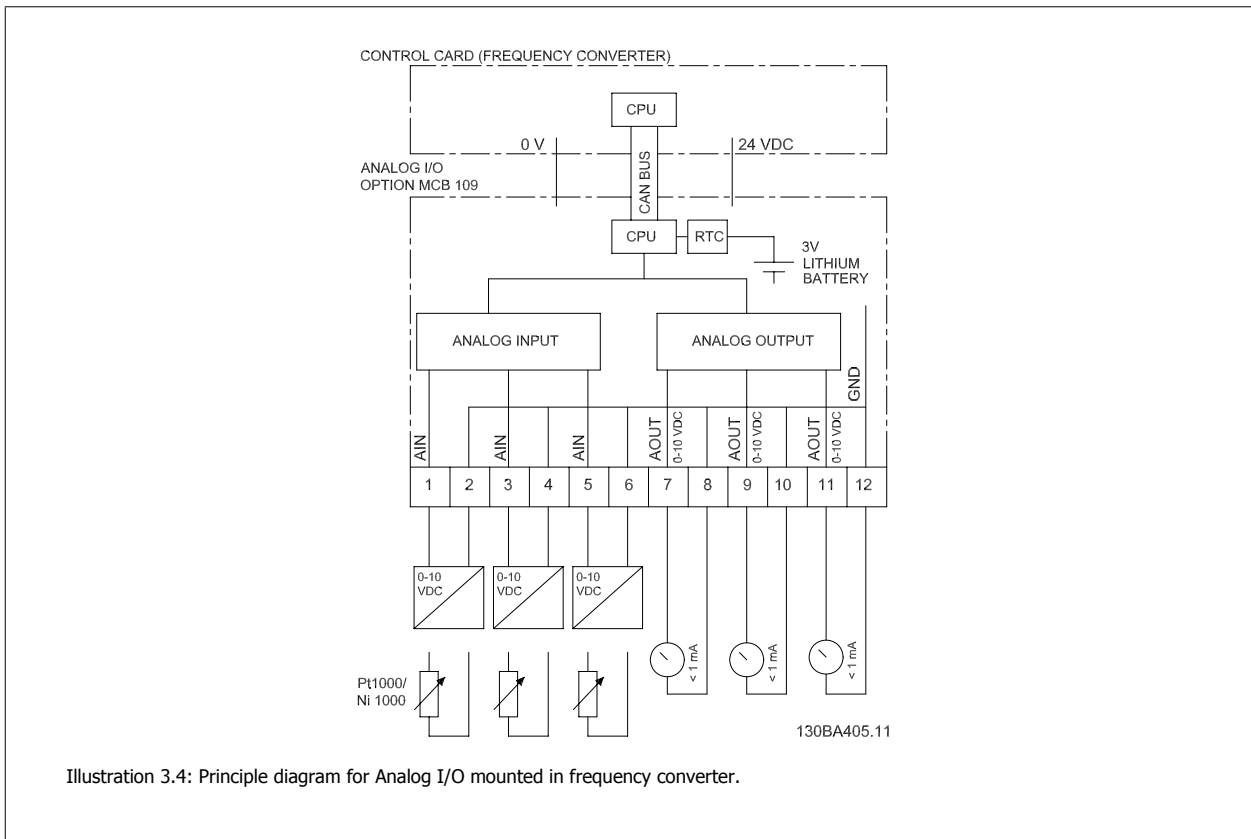 CONTROL CARD (FREQUENCY CONVERTER)
CPU
0 V
24 VDC
CAN BUS
ANALOG I/O
OPTION MCB 109
CPU
RTC
3V
LITHIUM
BATTERY
ANALOG INPUT
ANALOG OUTPUT
GND
AIN
AIN
AIN
AOUT
0-10 VDC
AOUT
0-10 VDC
AOUT
0-10 VDC
1
2
3
4
5
6
7
8
9
10
11
12
0-10
VDC
0-10
VDC
0-10
VDC
< 1 mA
< 1 mA
< 1 mA
Pt1000/
Ni 1000
130BA405.11
Illustration 3.4: Principle diagram for Analog I/O mounted in frequency converter.